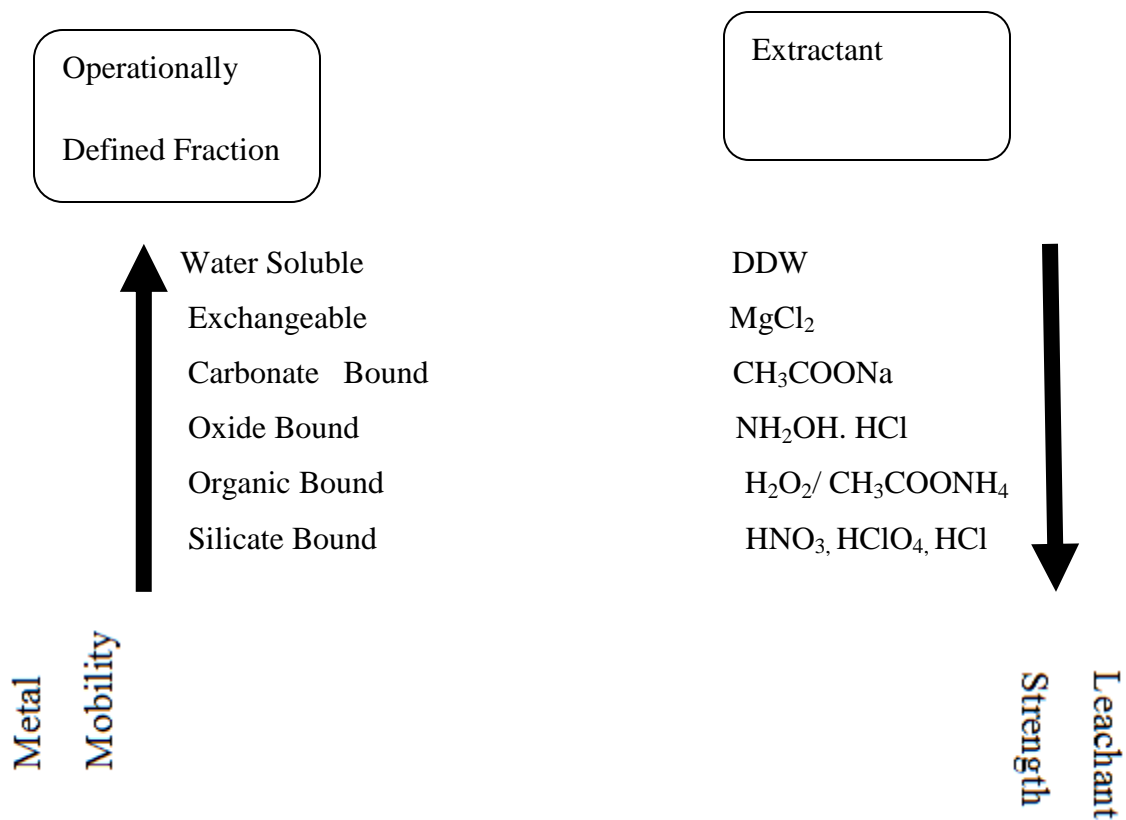 Operationally
Defined Fraction
Extractant
Water Soluble
DDW
Exchangeable
MgCl₂
Carbonate Bound
CH₃COONa
Oxide Bound
NH₂OH. HCl
Organic Bound
H₂O₂/ CH₃COONH₄
Silicate Bound
HNO₃, HClO₄, HCl
Metal
Mobility
Leachant
Strength